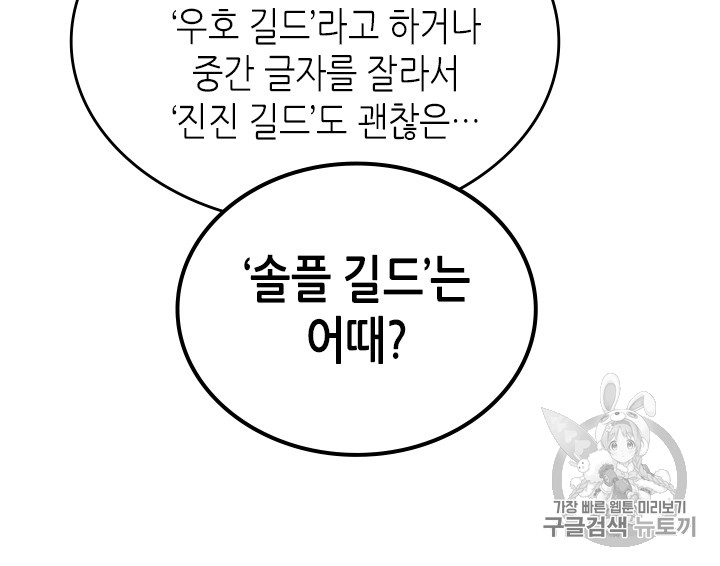 ‘우호 길드’라고 하거나
중간 글자를 잘라서
‘진진 길드’도 괜찮은…
‘솔플 길드’는
어때?
가장 빠른 웹툰 미리보기
구글검색 뉴토끼